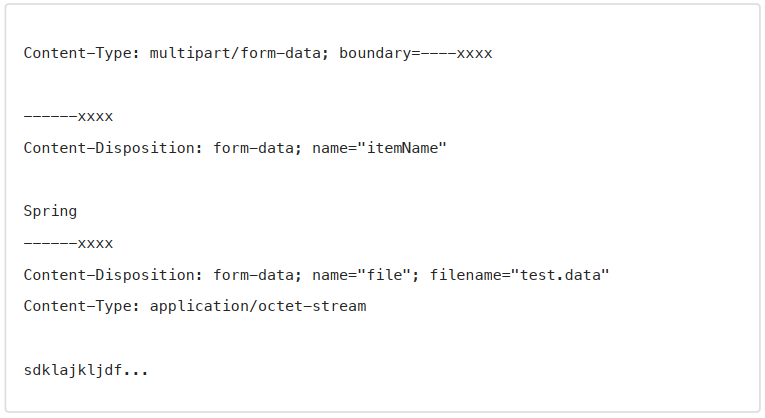 Content-Type: multipart/form-data; boundary=----xxxx
------xxxx
Content-Disposition: form-data; name="itemName"
Spring
------xxxx
Content-Disposition: form-data; name="file"; filename="test.data"
Content-Type: application/octet-stream
sdklajkljdf...